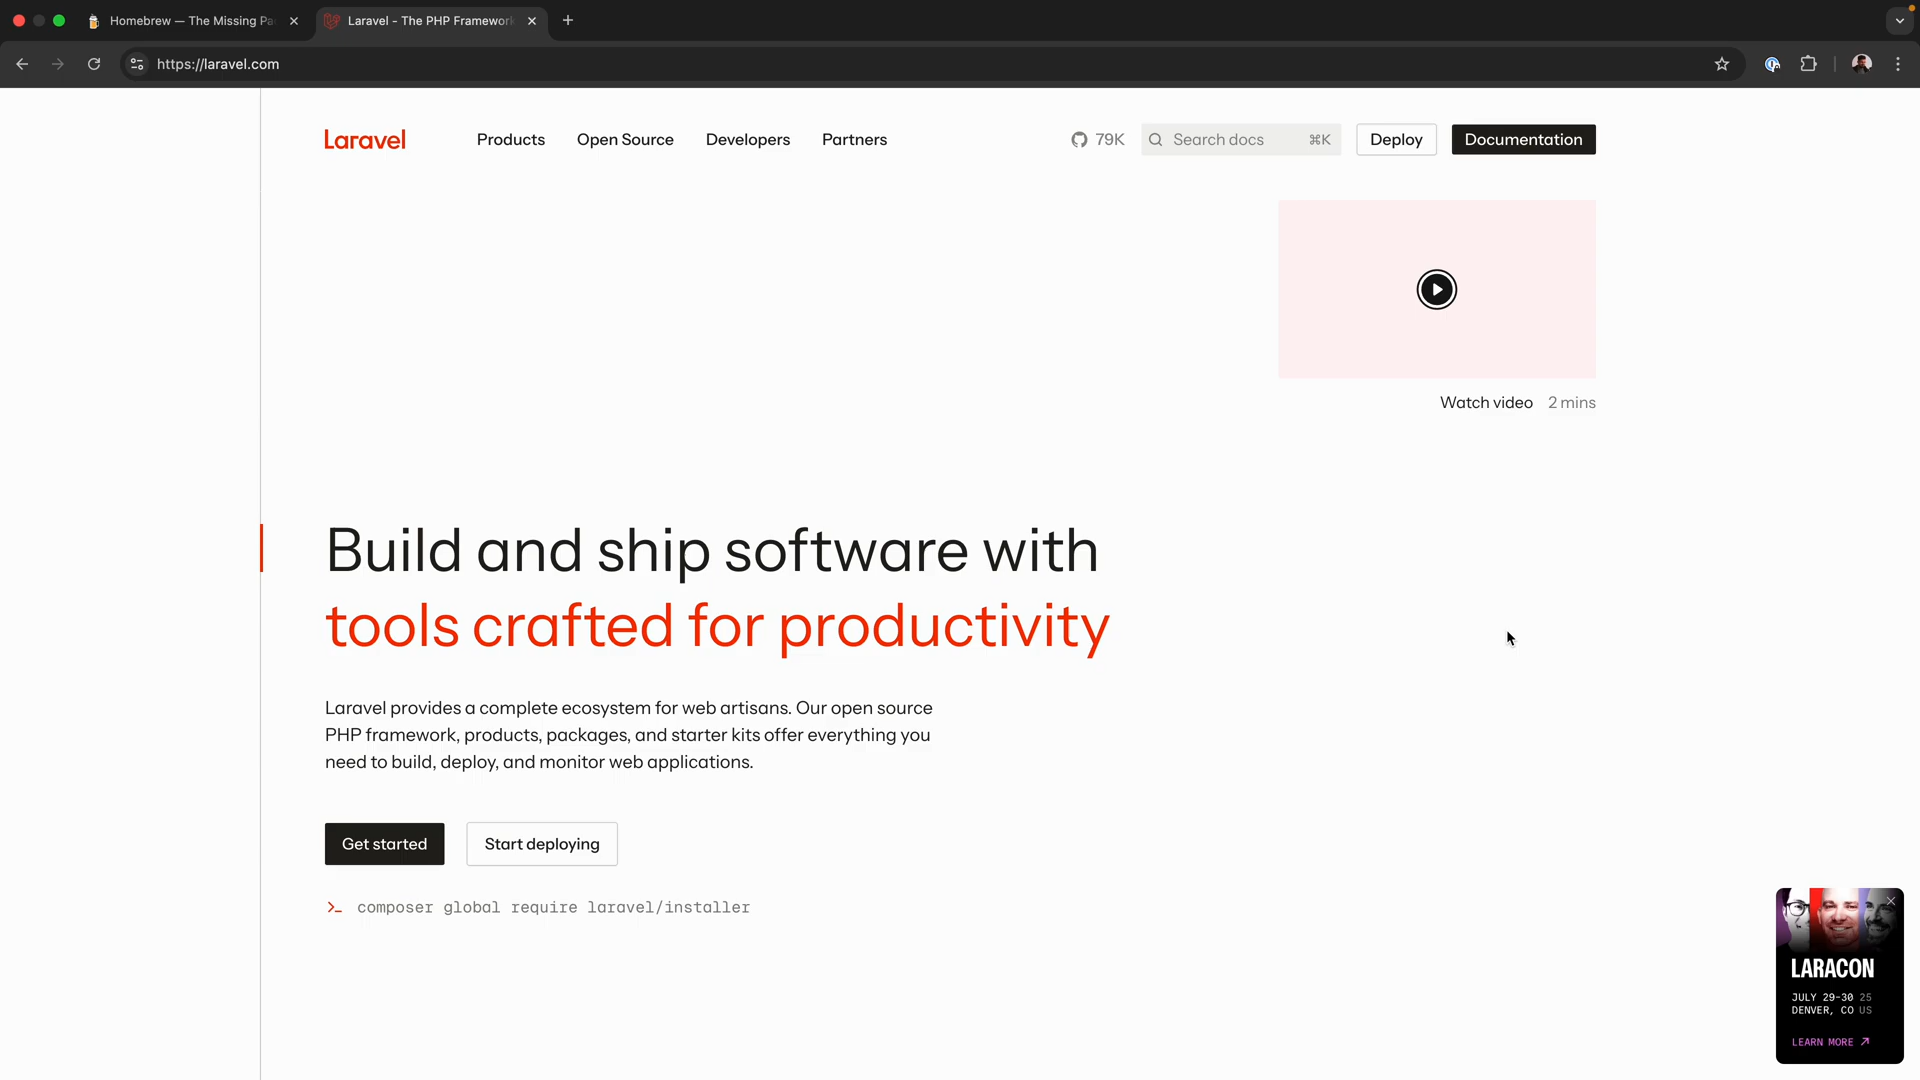 Homebrew — The Missing Pa
Laravel - The PHP Framework
https://laravel.com
Laravel
Products
Open Source
Developers
Partners
79K
Search docs
⌘K
Deploy
Documentation
Watch video 2 mins
Build and ship software with
tools crafted for productivity
Laravel provides a complete ecosystem for web artisans. Our open source
PHP framework, products, packages, and starter kits offer everything you
need to build, deploy, and monitor web applications.
Get started
Start deploying
>_ composer global require laravel/installer
LARACON
JULY 29-30 25
DENVER, CO US
LEARN MORE